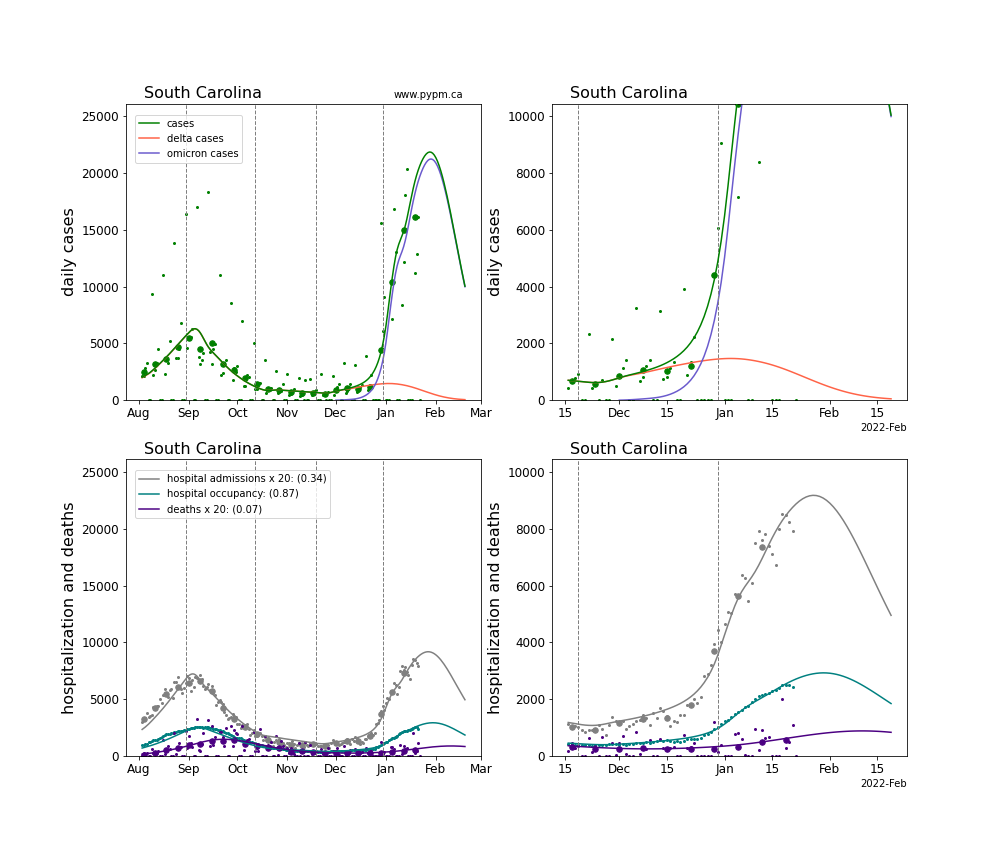 South Carolina
www.pypm.ca
25000
20000
15000
10000
5000
0
daily cases
cases
delta cases
omicron cases
Aug Sep Oct Nov Dec Jan Feb Mar
South Carolina
10000
8000
6000
4000
2000
0
daily cases
15 Dec 15 Jan 15 Feb 15
2022-Feb
South Carolina
25000
20000
15000
10000
5000
0
hospitalization and deaths
hospital admissions x 20: (0.34)
hospital occupancy: (0.87)
deaths x 20: (0.07)
Aug Sep Oct Nov Dec Jan Feb Mar
South Carolina
10000
8000
6000
4000
2000
0
hospitalization and deaths
15 Dec 15 Jan 15 Feb 15
2022-Feb